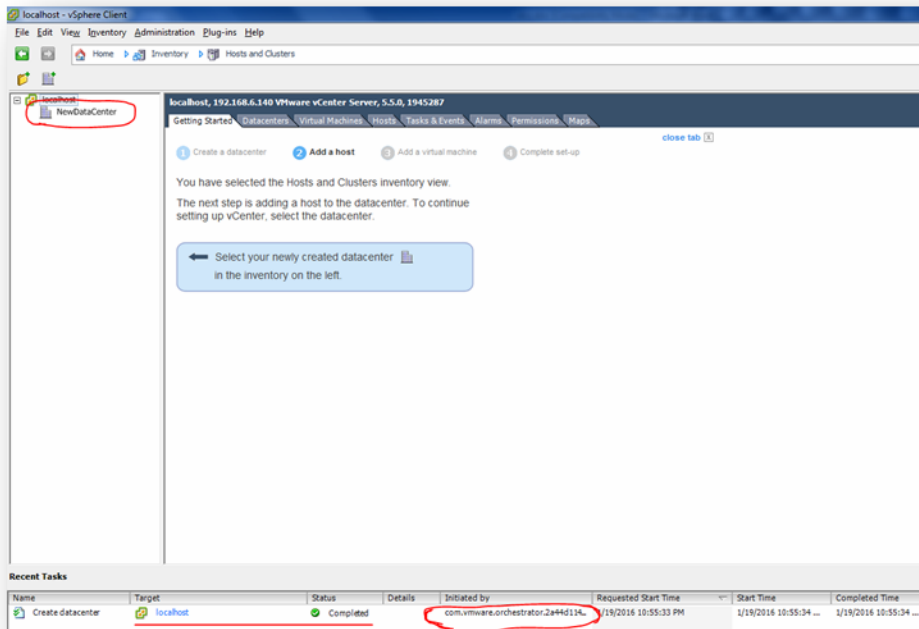 localhost - vSphere Client
File Edit View Inventory Administration Plug-ins Help
Home Inventory Hosts and Clusters
localhost
NewDataCenter
localhost, 192.168.6.140 VMware vCenter Server, 5.5.0, 1945287
Getting Started Datacenters Virtual Machines Hosts Tasks & Events Alarms Permissions Maps
close tab X
1 Create a datacenter 2 Add a host 3 Add a virtual machine 4 Complete set-up
You have selected the Hosts and Clusters inventory view.
The next step is adding a host to the datacenter. To continue
setting up vCenter, select the datacenter.
Select your newly created datacenter
in the inventory on the left.
Recent Tasks
Name Target Status Details Initiated by Requested Start Time Start Time Completed Time
Create datacenter localhost Completed com.vmware.orchestrator.2a44d114... 1/19/2016 10:55:33 PM 1/19/2016 10:55:34 ... 1/19/2016 10:55:34 ...